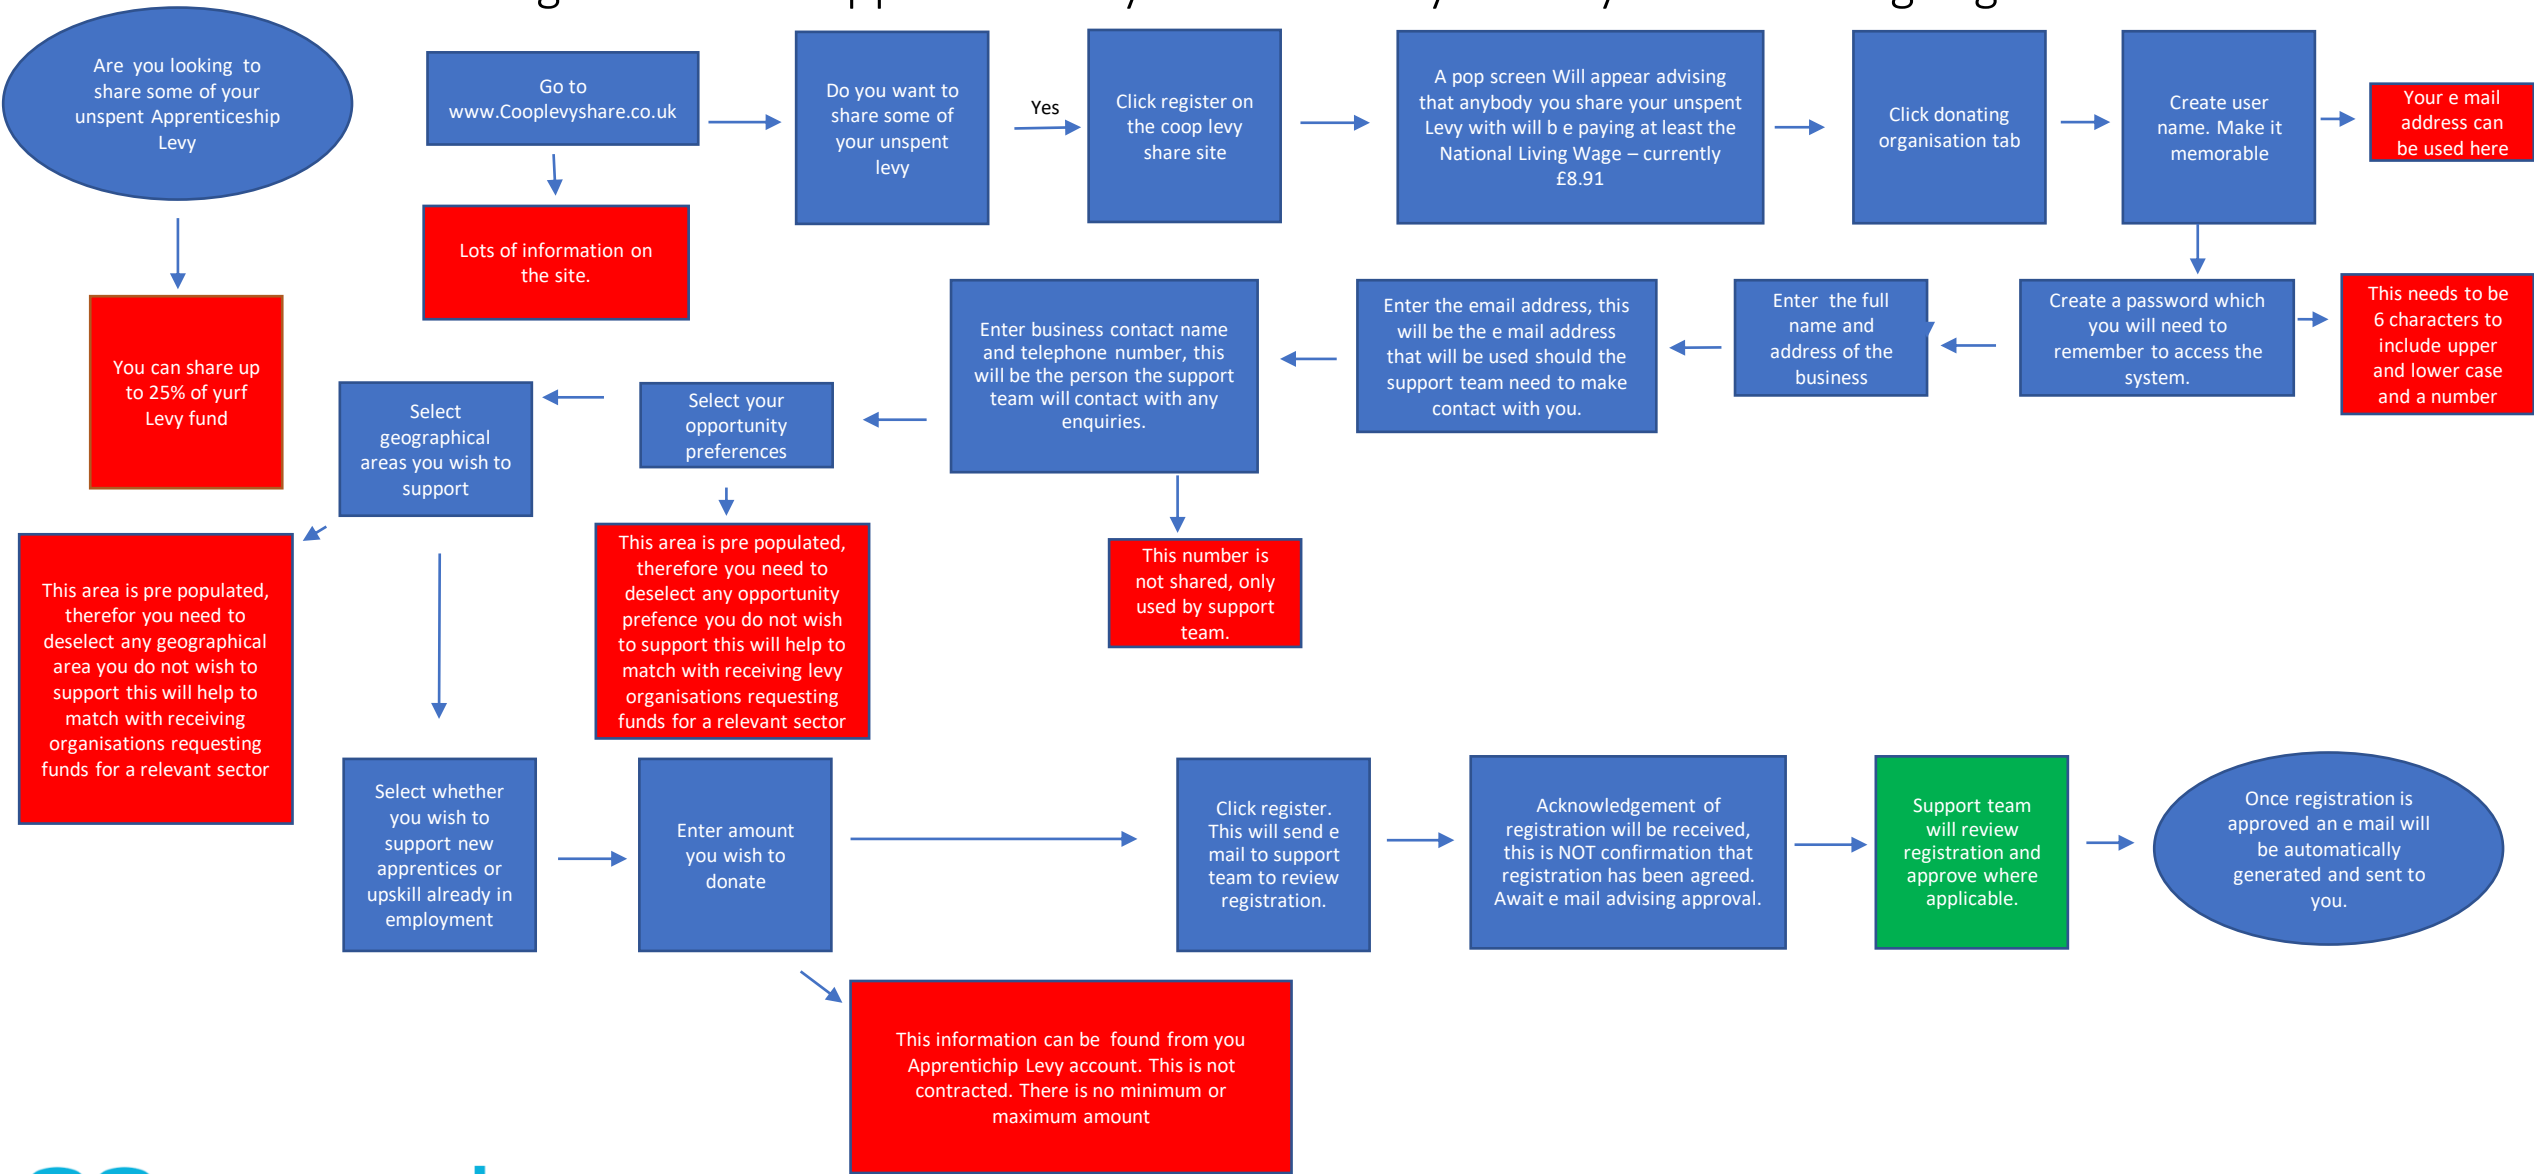 Are you looking to
share some of your
unspent Apprenticeship
Levy
Go to
www.Cooplevyshare.co.uk
Do you want to
share some of
your unspent
levy
Yes
Click register on
the coop levy
share site
A pop screen Will appear advising
that anybody you share your unspent
Levy with will b e paying at least the
National Living Wage – currently
£8.91
Click donating
organisation tab
Create user
name. Make it
memorable
Your e mail
address can
be used here
Lots of information on
the site.
You can share up
to 25% of yurf
Levy fund
This needs to be
6 characters to
include upper
and lower case
and a number
Create a password which
you will need to
remember to access the
system.
Enter the full
name and
address of the
business
Enter the email address, this
will be the e mail address
that will be used should the
support team need to make
contact with you.
Enter business contact name
and telephone number, this
will be the person the support
team will contact with any
enquiries.
This number is
not shared, only
used by support
team.
Select your
opportunity
preferences
This area is pre populated,
therefore you need to
deselect any opportunity
prefence you do not wish
to support this will help to
match with receiving levy
organisations requesting
funds for a relevant sector
Select
geographical
areas you wish to
support
This area is pre populated,
therefor you need to
deselect any geographical
area you do not wish to
support this will help to
match with receiving
organisations requesting
funds for a relevant sector
Select whether
you wish to
support new
apprentices or
upskill already in
employment
Enter amount
you wish to
donate
This information can be found from you
Apprentichip Levy account. This is not
contracted. There is no minimum or
maximum amount
Click register.
This will send e
mail to support
team to review
registration.
Acknowledgement of
registration will be received,
this is NOT confirmation that
registration has been agreed.
Await e mail advising approval.
Support team
will review
registration and
approve where
applicable.
Once registration is
approved an e mail will
be automatically
generated and sent to
you.